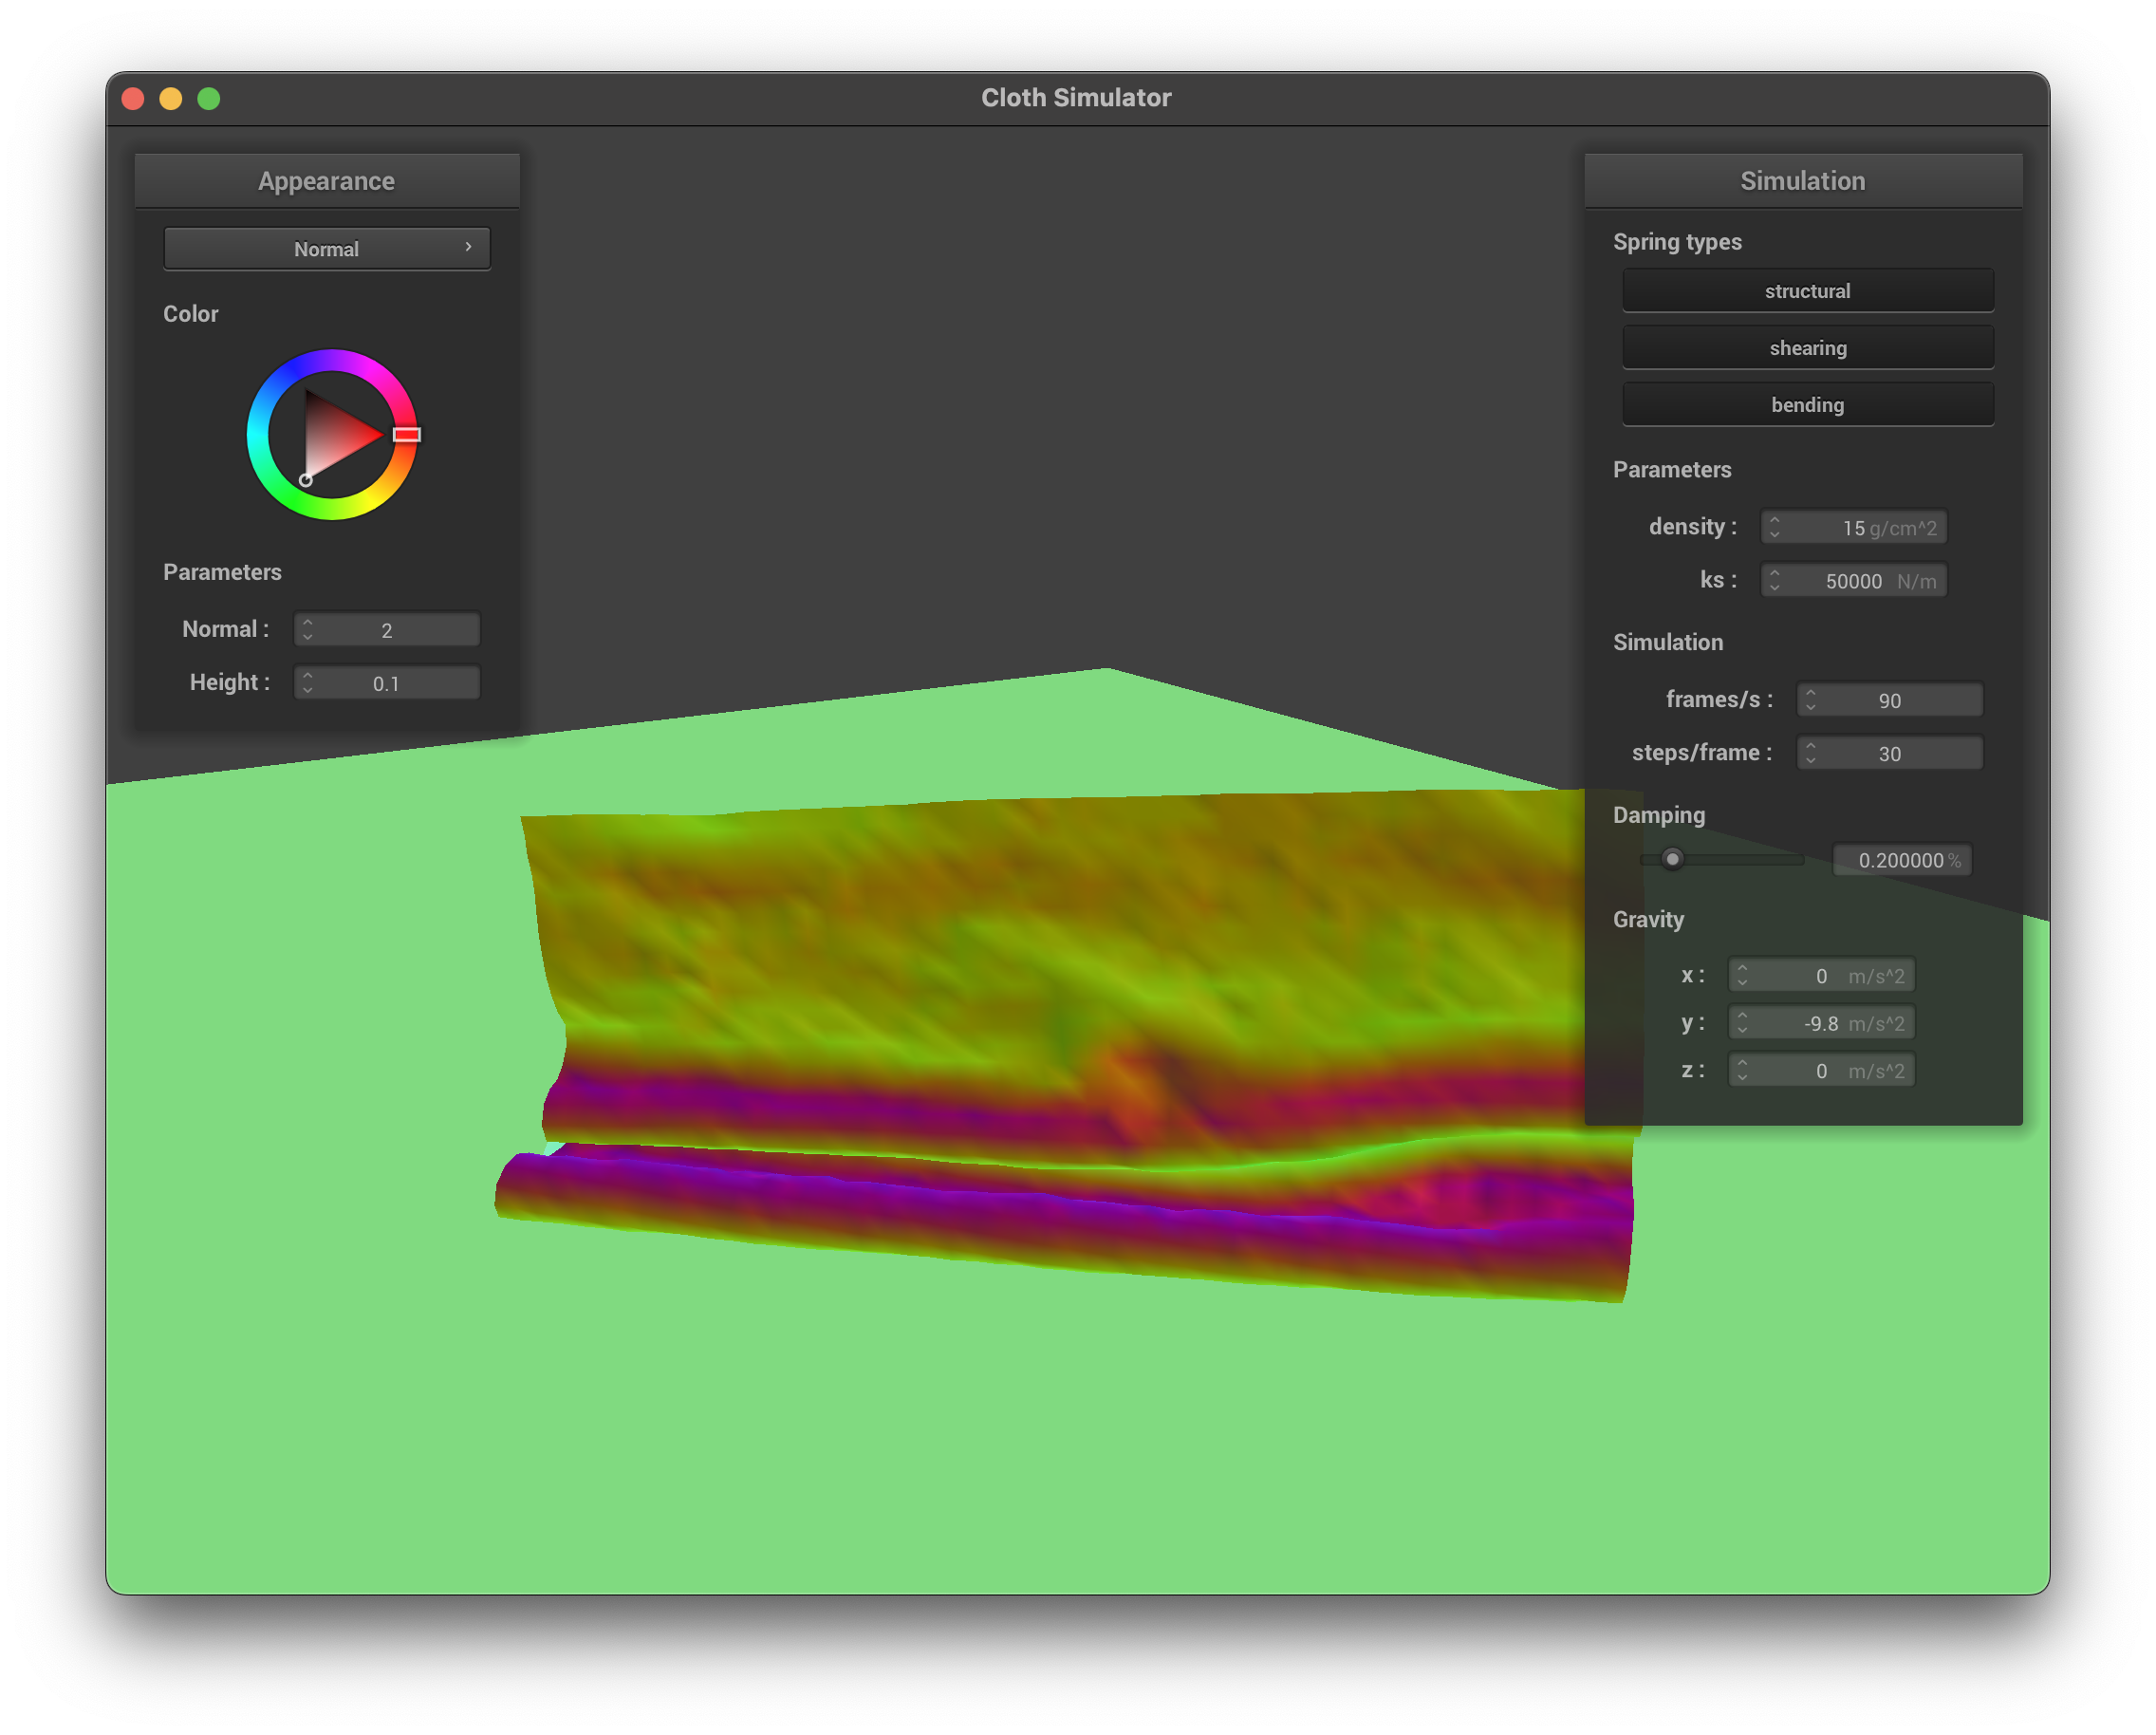 Cloth Simulator
Appearance
Normal
Color
Parameters
Normal : 2
Height : 0.1
Simulation
Spring types
structural
shearing
bending
Parameters
density : 15 g/cm^2
ks : 50000 N/m
Simulation
frames/s : 90
steps/frame : 30
Damping
0.200000 %
Gravity
x : 0 m/s^2
y : -9.8 m/s^2
z : 0 m/s^2